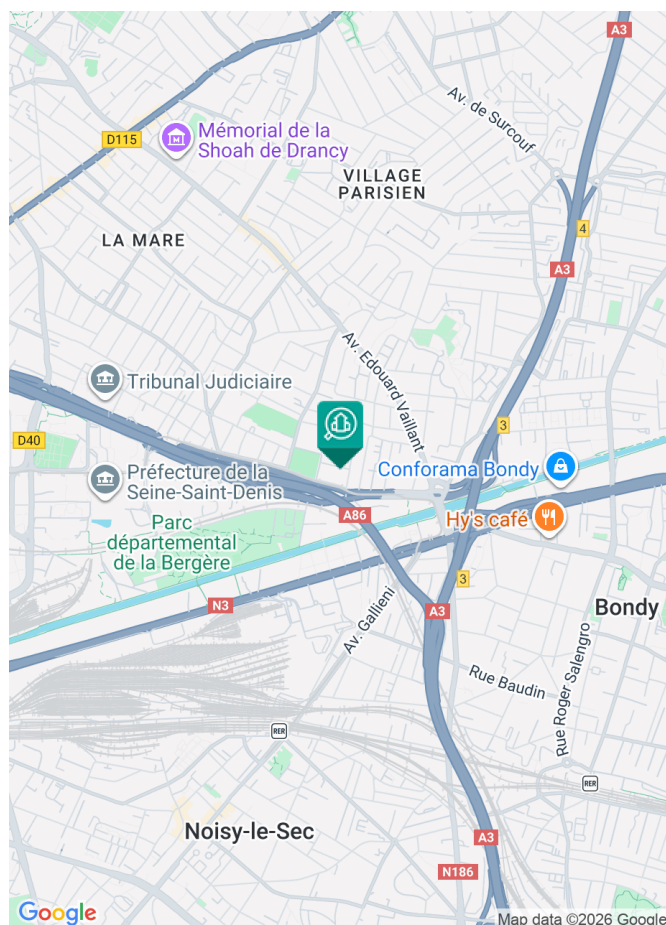 A3
Av. de Surcouf
D115
Mémorial de la
Shoah de Drancy
VILLAGE
PARISIEN
4
LA MARE
A3
Av. Edouard Vaillant
Tribunal Judiciaire
3
D40
Préfecture de la
Seine-Saint-Denis
Conforama Bondy
A86
Hy's café
Parc
départemental
de la Bergère
3
N3
A3
Bondy
Av. Gallieni
Rue Baudin
Rue Roger Salengro
RER
RER
Noisy-le-Sec
A3
N186
Google
Map data ©2026 Google